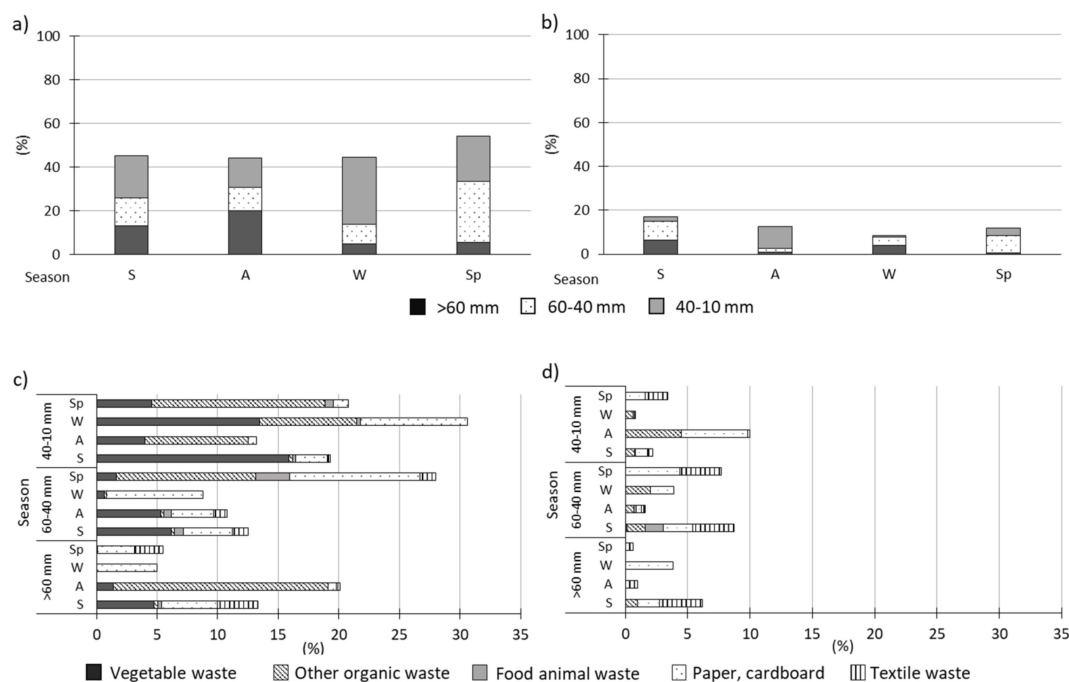 a)
100
80
60
40
20
0
(%)
Season S A W Sp
b)
100
80
60
40
20
0
(%)
Season S A W Sp
>60 mm 60-40 mm 40-10 mm
c)
Season
40-10 mm
Sp
W
A
S
60-40 mm
Sp
W
A
S
>60 mm
Sp
W
A
S
0 5 10 15 20 25 30 35
(%)
d)
Season
40-10 mm
Sp
W
A
S
60-40 mm
Sp
W
A
S
>60 mm
Sp
W
A
S
0 5 10 15 20 25 30 35
(%)
Vegetable waste Other organic waste Food animal waste Paper, cardboard Textile waste